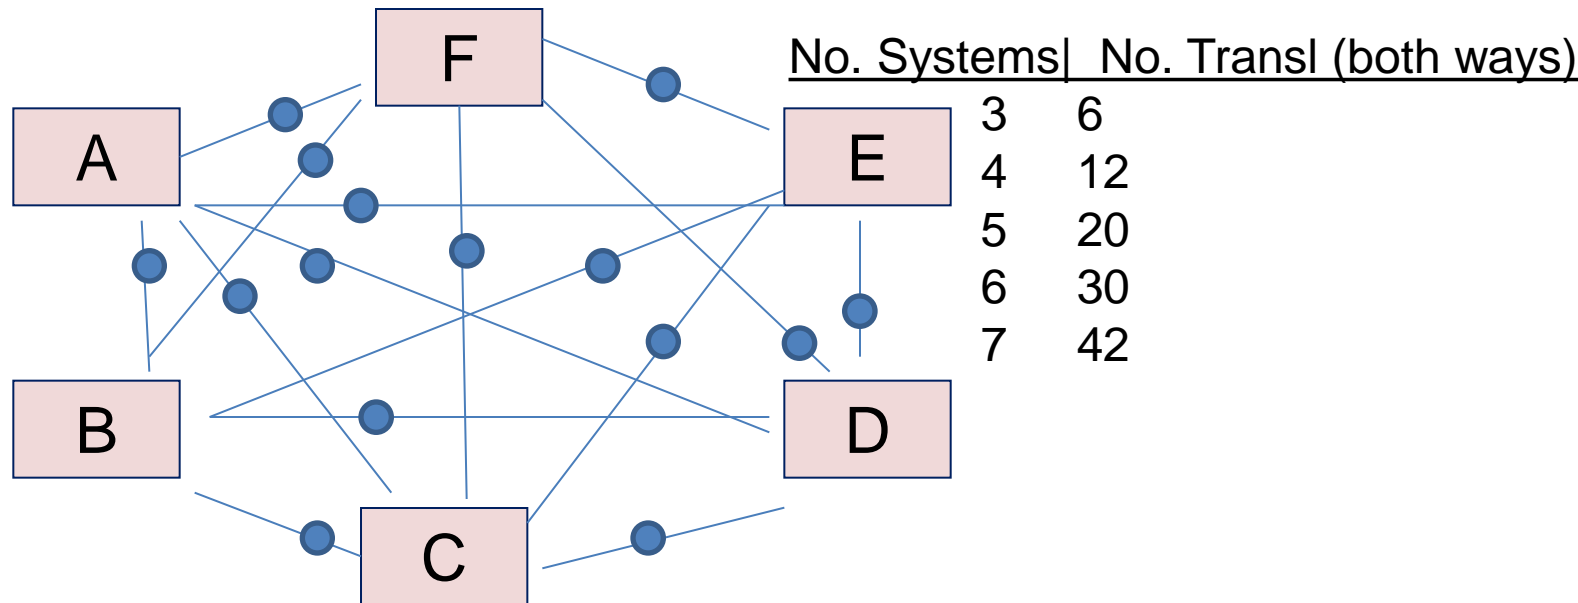 F
A
E
B
D
C
No. Systems| No. Transl (both ways)
3 6
4 12
5 20
6 30
7 42